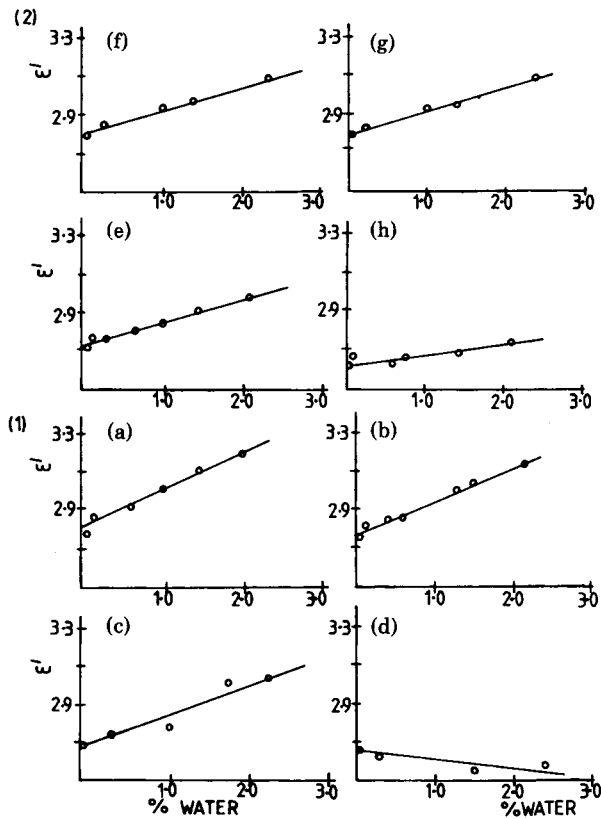 (2)
3·3 (f) (g)
ε'
2·9 2·9
1·0 2·0 3·0 1·0 2·0 3·0
3·3 (e) 3·3 (h)
ε'
2·9 2·9
1·0 2·0 3·0 1·0 2·0 3·0
(1)
3·3 (a) 3·3 (b)
ε'
2·9 2·9
1·0 2·0 3·0 1·0 2·0 3·0
3·3 (c) 3·3 (d)
ε'
2·9 2·9
1·0 2·0 3·0 1·0 2·0 3·0
% WATER % WATER